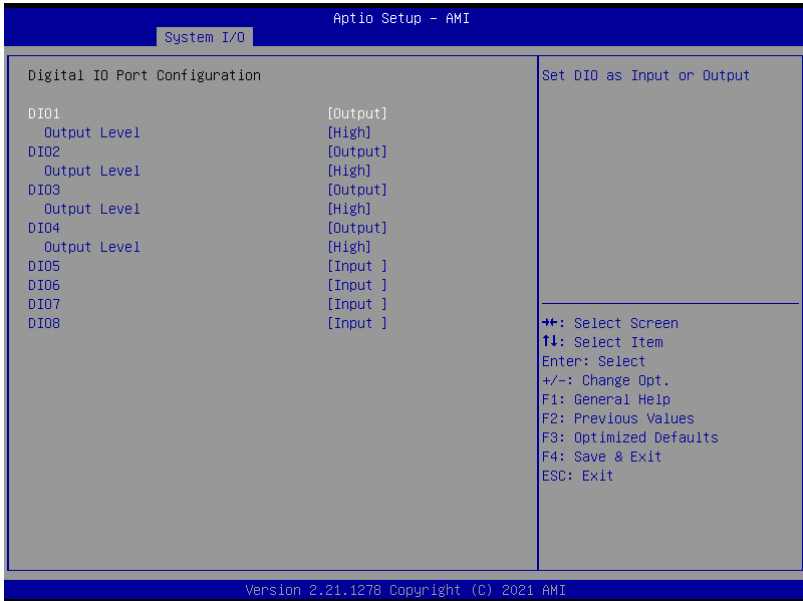 Aptio Setup – AMI
System I/O
Digital IO Port Configuration
DIO1 [Output]
Output Level [High]
DIO2 [Output]
Output Level [High]
DIO3 [Output]
Output Level [High]
DIO4 [Output]
Output Level [High]
DIO5 [Input ]
DIO6 [Input ]
DIO7 [Input ]
DIO8 [Input ]
Set DIO as Input or Output
→←: Select Screen
↑↓: Select Item
Enter: Select
+/-: Change Opt.
F1: General Help
F2: Previous Values
F3: Optimized Defaults
F4: Save & Exit
ESC: Exit
Version 2.21.1278 Copyright (C) 2021 AMI